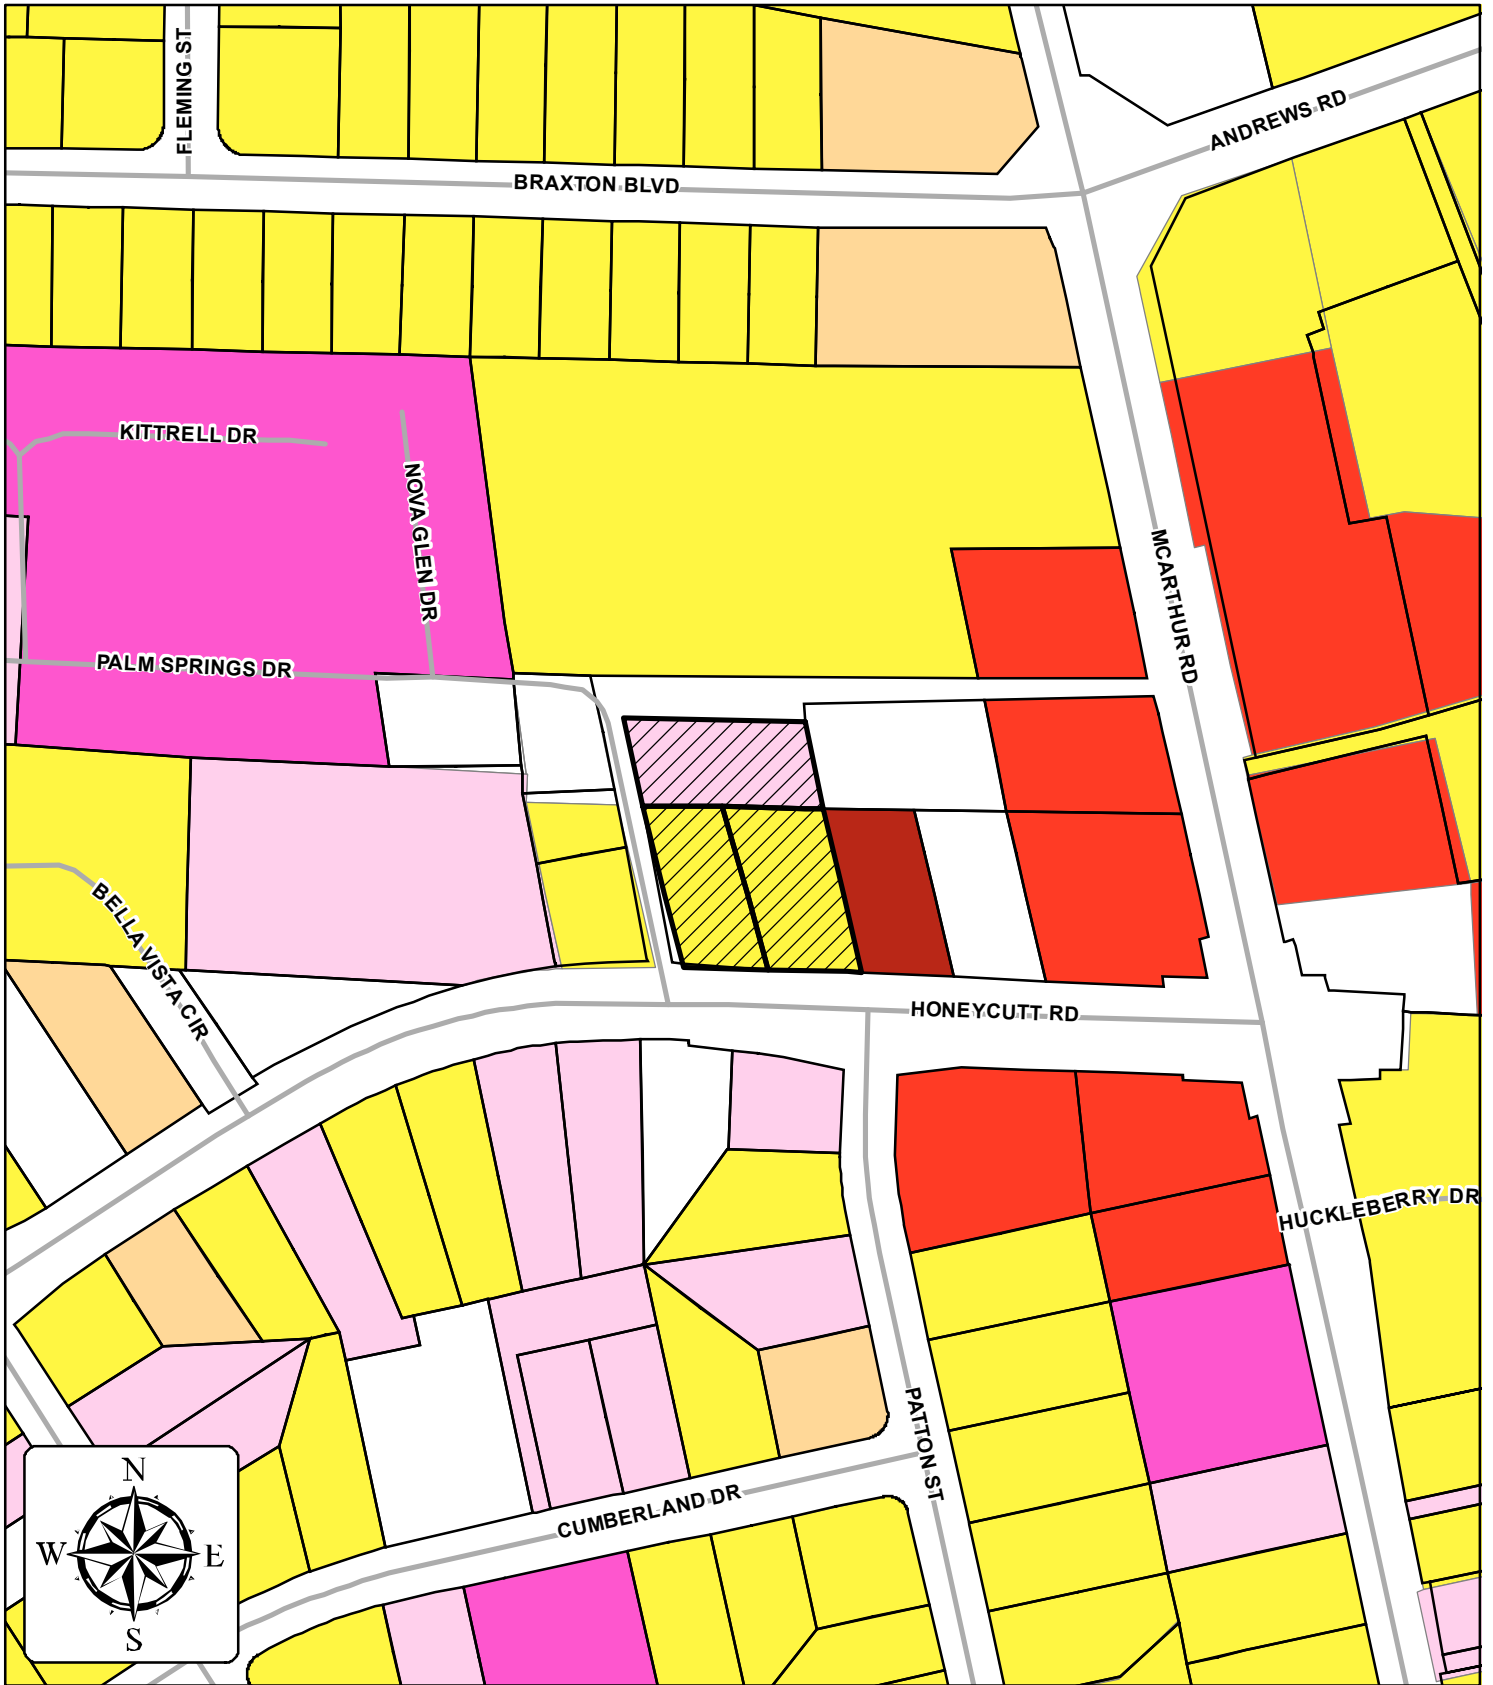 FLEMING ST
ANDREWS RD
BRAXTON BLVD
KITTRELL DR
NOVA GLEN DR
MCARTHUR RD
PALM SPRINGS DR
BELLA VISTA CIR
HONEYCUTT RD
HUCKLEBERRY DR
PATTON ST
CUMBERLAND DR
N
W
E
S